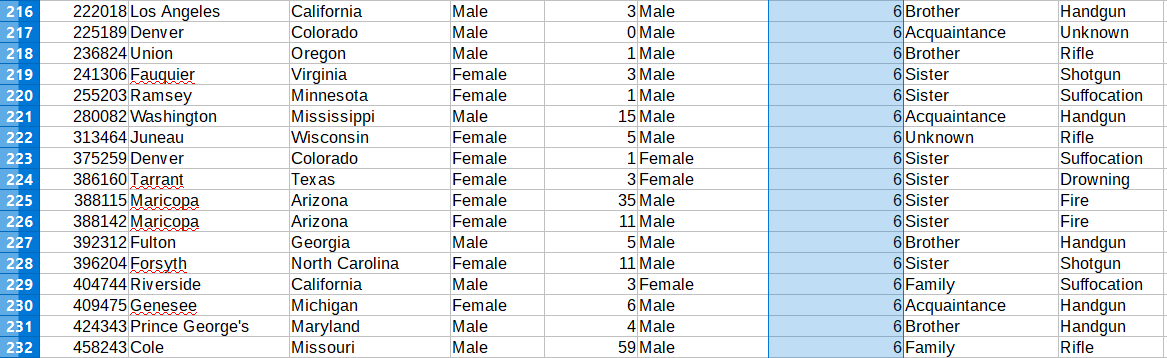 216 222018 Los Angeles California Male 3 Male 6 Brother Handgun
217 225189 Denver Colorado Male 0 Male 6 Acquaintance Unknown
218 236824 Union Oregon Male 1 Male 6 Brother Rifle
219 241306 Fauquier Virginia Female 3 Male 6 Sister Shotgun
220 255203 Ramsey Minnesota Female 1 Male 6 Sister Suffocation
221 280082 Washington Mississippi Male 15 Male 6 Acquaintance Handgun
222 313464 Juneau Wisconsin Female 5 Male 6 Unknown Rifle
223 375259 Denver Colorado Female 1 Female 6 Sister Suffocation
224 386160 Tarrant Texas Female 3 Female 6 Sister Drowning
225 388115 Maricopa Arizona Female 35 Male 6 Sister Fire
226 388142 Maricopa Arizona Female 11 Male 6 Sister Fire
227 392312 Fulton Georgia Male 5 Male 6 Brother Handgun
228 396204 Forsyth North Carolina Female 11 Male 6 Sister Shotgun
229 404744 Riverside California Male 3 Female 6 Family Suffocation
230 409475 Genesee Michigan Female 6 Male 6 Acquaintance Handgun
231 424343 Prince George's Maryland Male 4 Male 6 Brother Handgun
232 458243 Cole Missouri Male 59 Male 6 Family Rifle